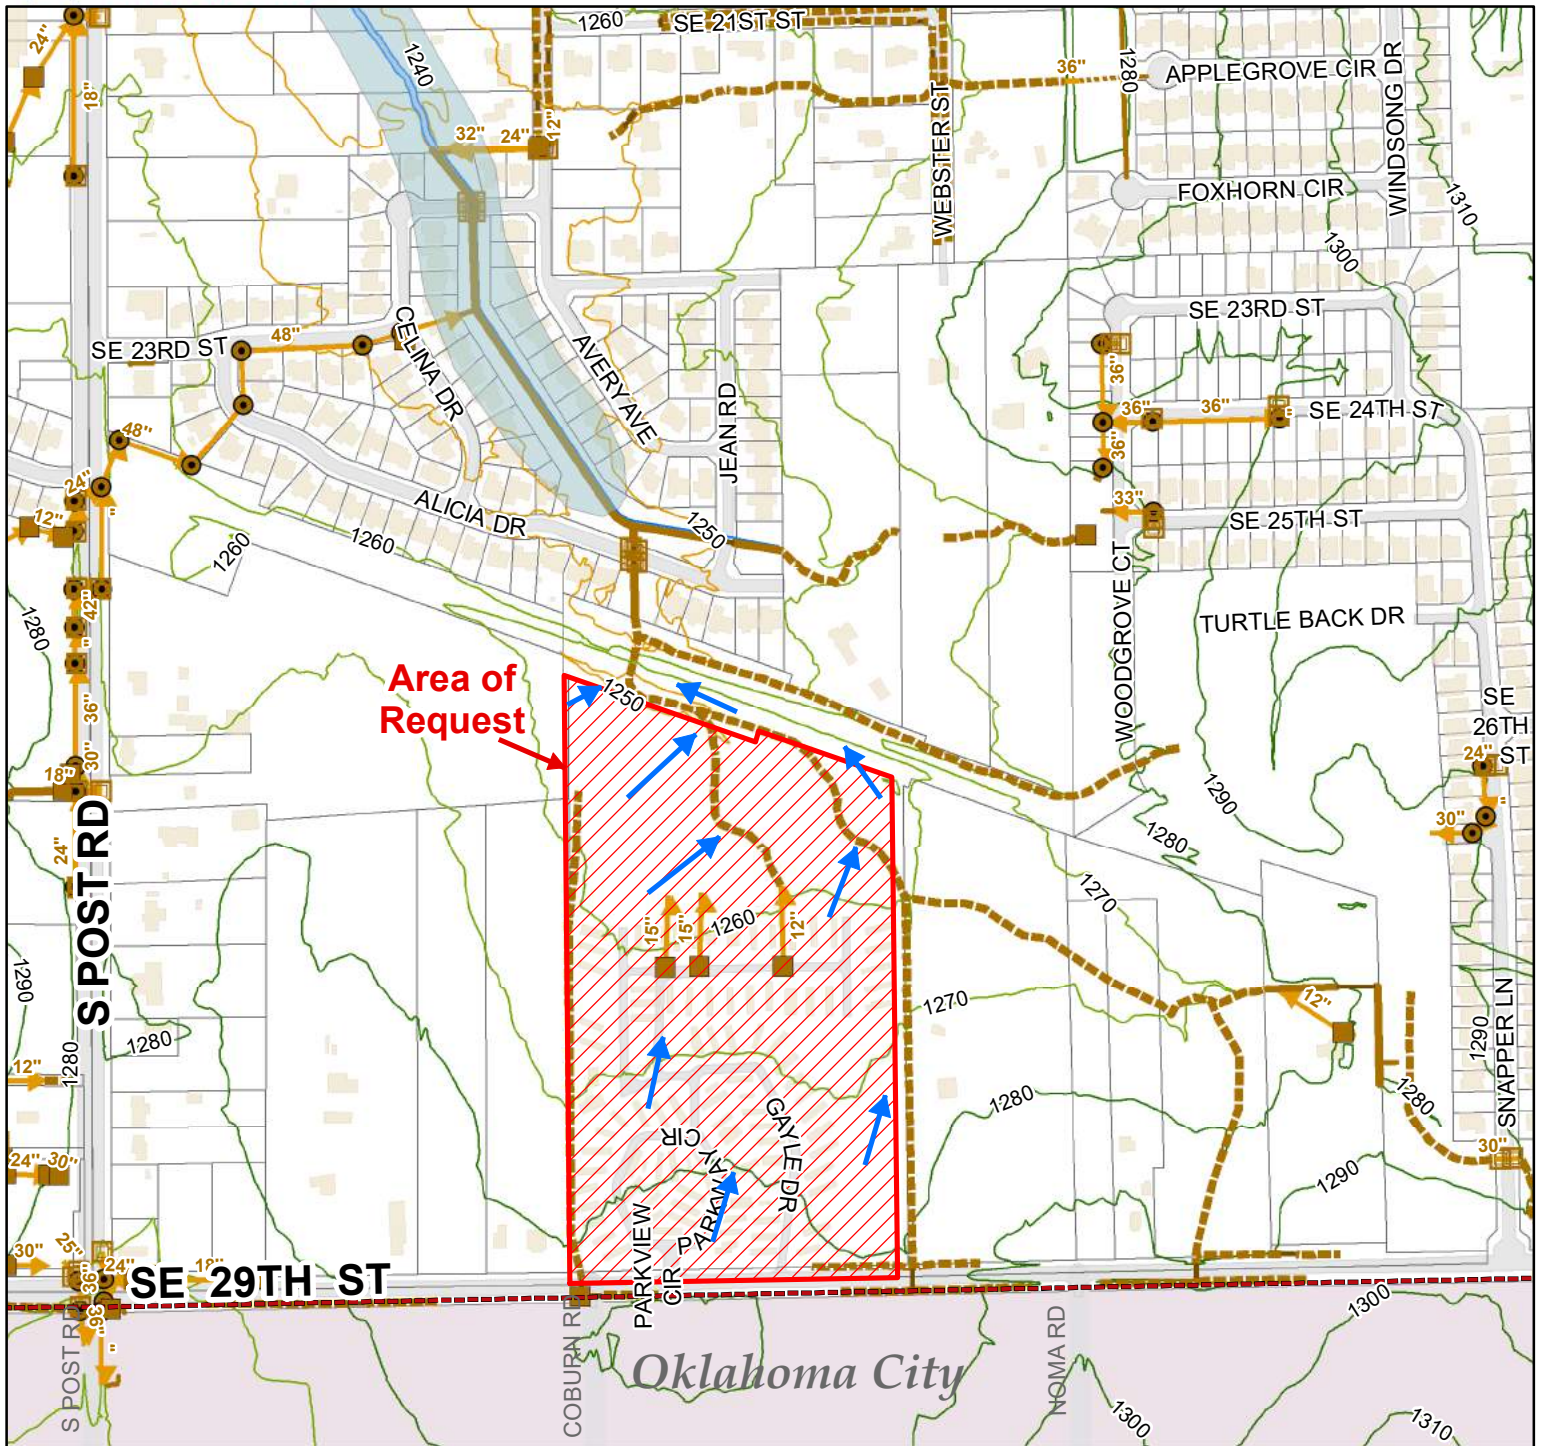 1260
SE 21ST ST
24"
18"
1240
36"
1280
APPLEGROVE CIR
WINDSONG DR
32"
24"
12"
WEBSTER ST
FOXHORN CIR
1310
1300
SE 23RD ST
48"
CELINA DR
AVERY AVE
JEAN RD
SE 23RD ST
36"
36"
36"
"
SE 24TH ST
36"
48"
24"
12"
"
ALICIA DR
1250
33"
SE 25TH ST
1260
1260
42"
"
1280
WOODGROVE CT
TURTLE BACK DR
Area of
Request
1250
36"
30"
18"
SE
26TH
ST
24"
"
30"
1290
1280
24"
S POST RD
1270
15"
15"
1260
12"
1290
1270
12"
1280
1280
12"
1290
SNAPPER LN
1280
1280
GAYLE DR
PARKWAY
CIR
24"
30"
30"
1290
PARKVIEW
CIR
25"
30"
36"
24"
18"
SE 29TH ST
36"
"
1300
S POST RD
COBURN RD
Oklahoma City
NOMA RD
1300
1310